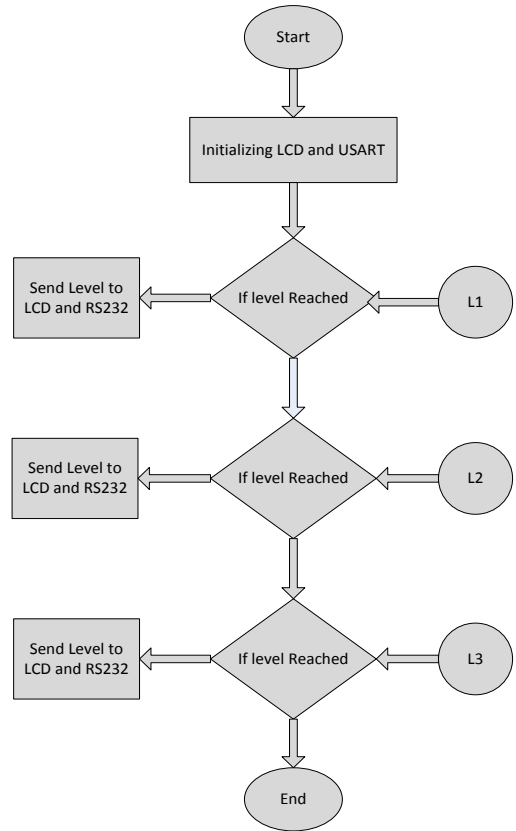 Start
Initializing LCD and USART
Send Level to
LCD and RS232
If level Reached
L1
Send Level to
LCD and RS232
If level Reached
L2
Send Level to
LCD and RS232
If level Reached
L3
End